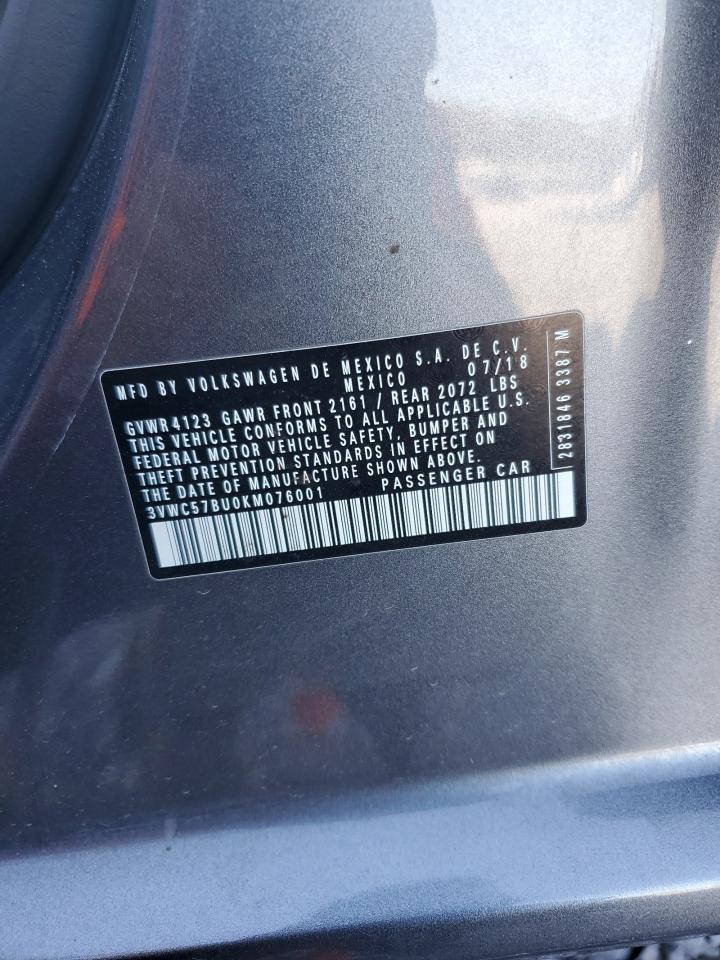 MFD BY VOLKSWAGEN DE MEXICO S.A. DE C.V.
MEXICO 07/18
GVWR4123 GAWR FRONT 2161 / REAR 2072 LBS
THIS VEHICLE CONFORMS TO ALL APPLICABLE U.S.
FEDERAL MOTOR VEHICLE SAFETY, BUMPER AND
THEFT PREVENTION STANDARDS IN EFFECT ON
THE DATE OF MANUFACTURE SHOWN ABOVE.
3VWC57BU0KM076001 PASSENGER CAR
2831846 3387 M